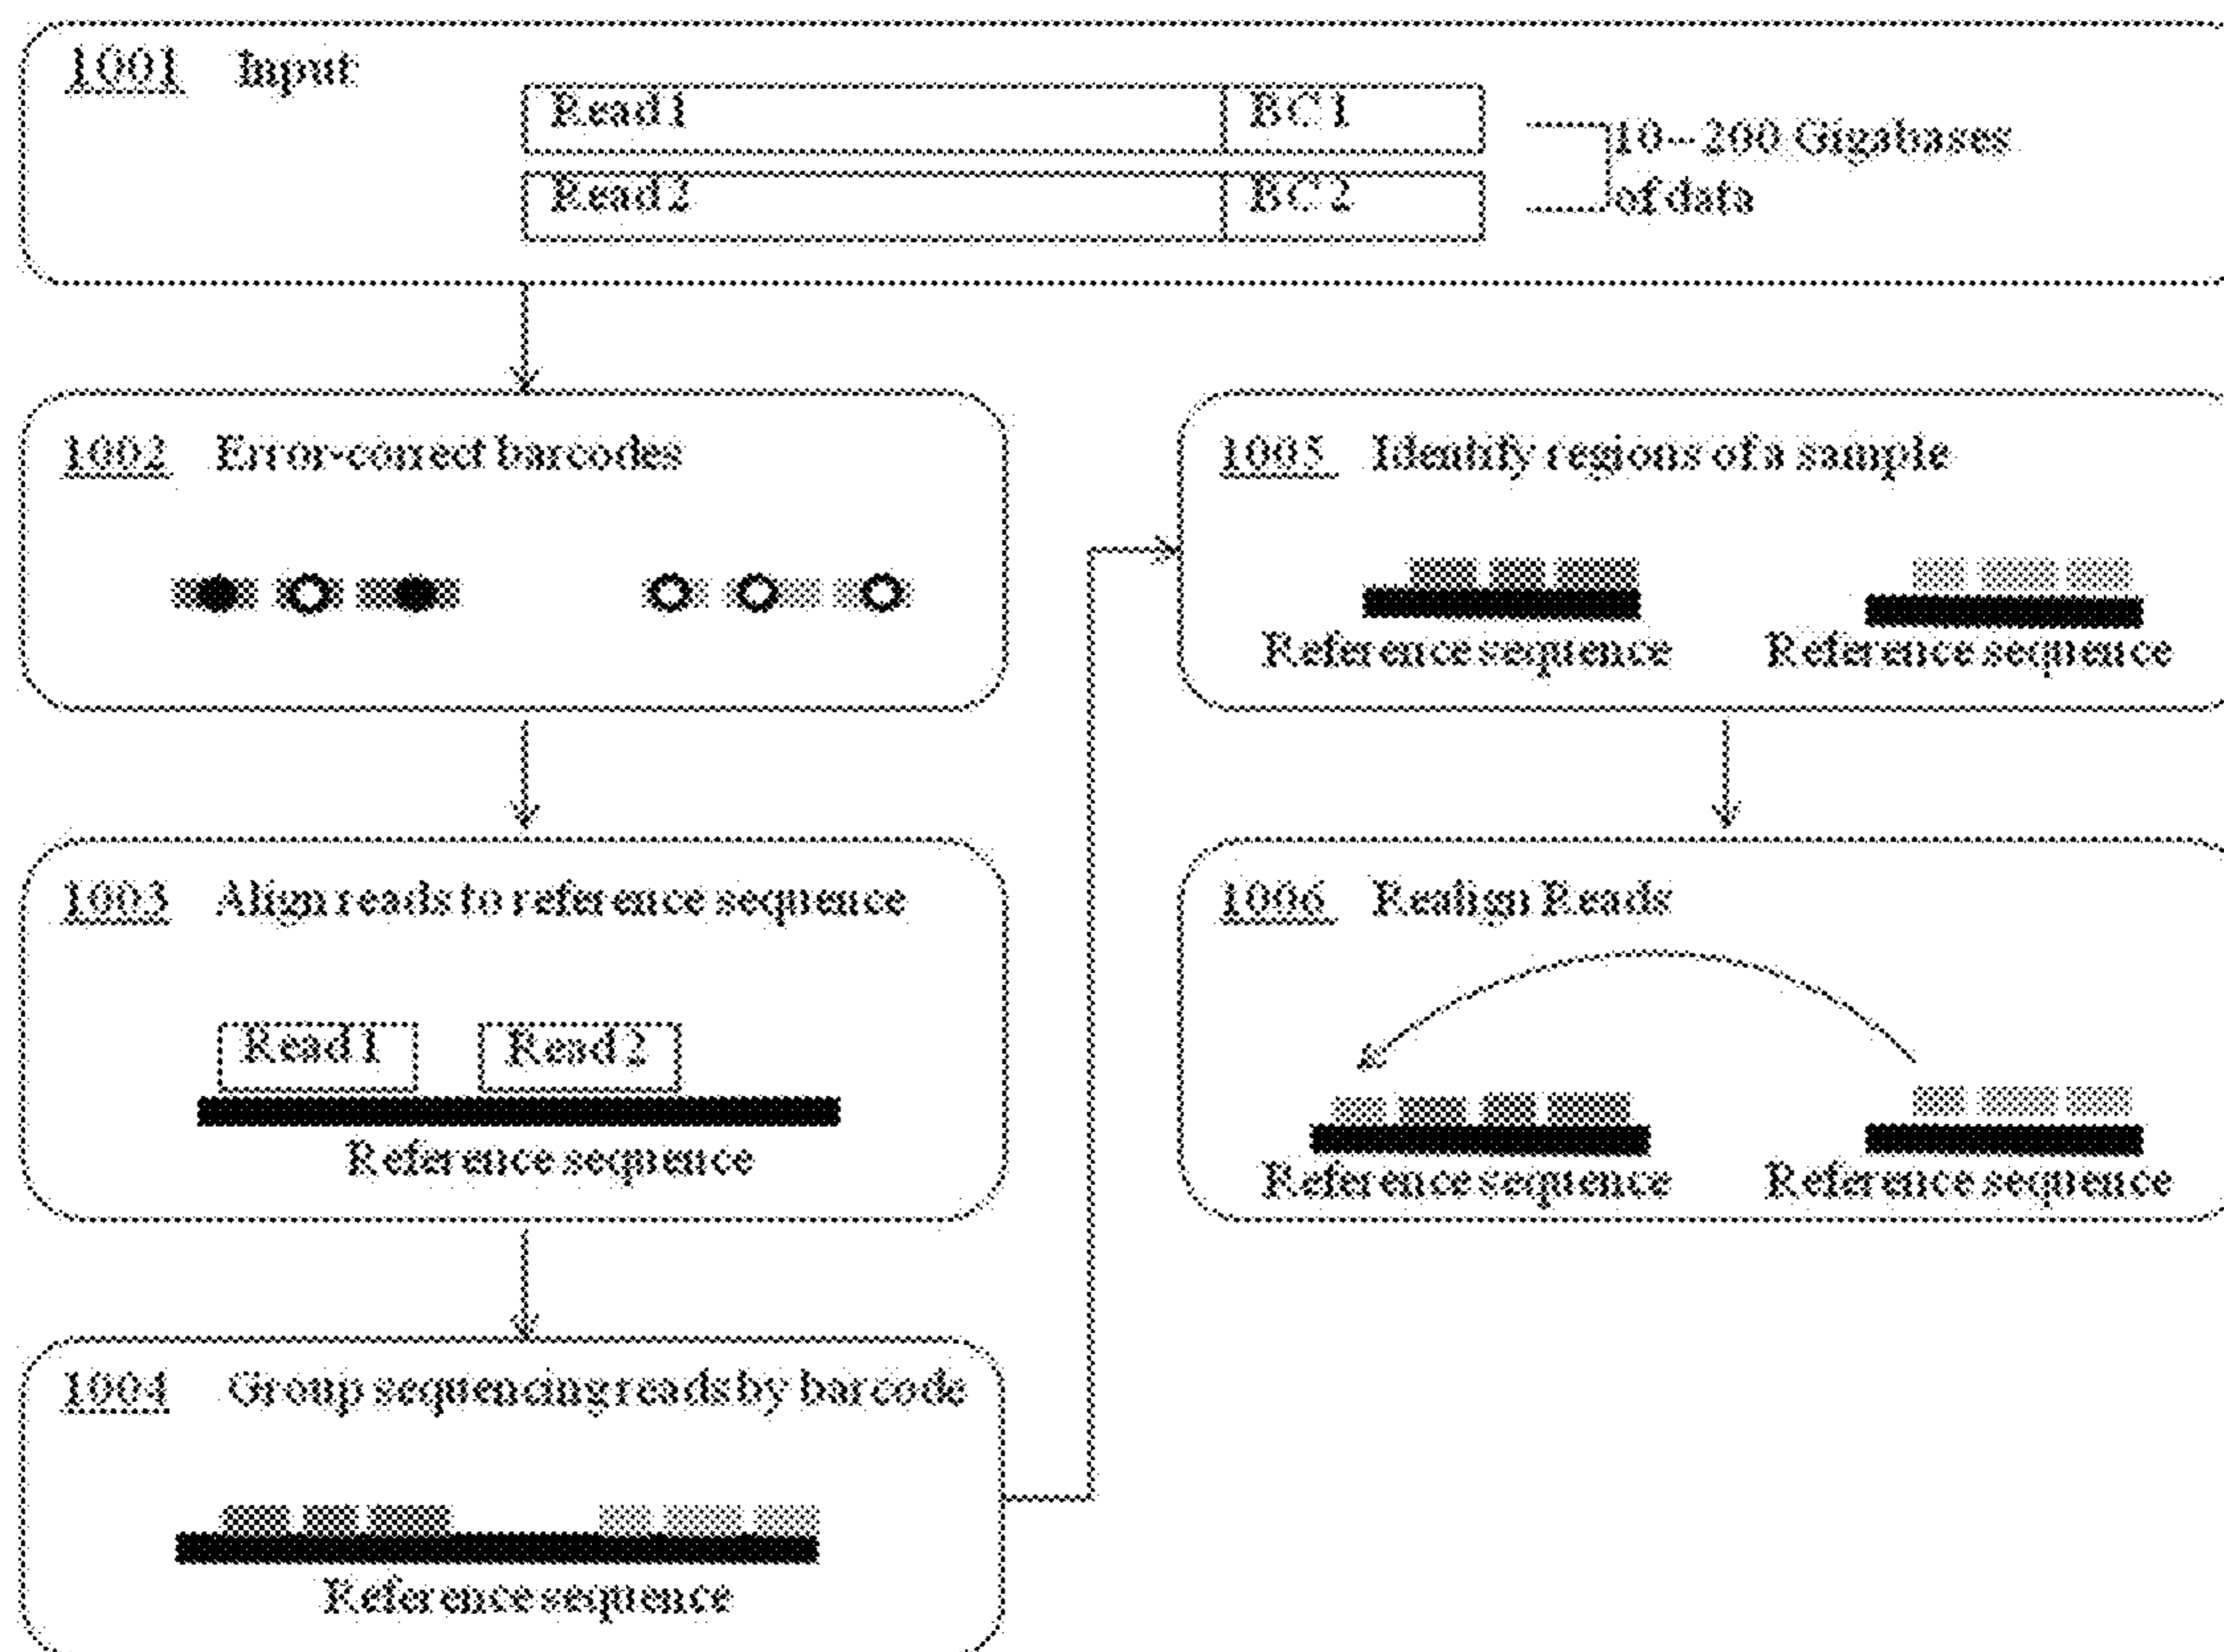 1001 Input
Read1 BC1
Read2 BC2
10–200 Gigabases
of data
1002 Error-correct barcodes
1003 Align reads to reference sequence
Read1 Read2
Reference sequence
1004 Group sequencing reads by barcode
Reference sequence
1005 Identify regions of a sample
Reference sequence Reference sequence
1006 Realign Reads
Reference sequence Reference sequence